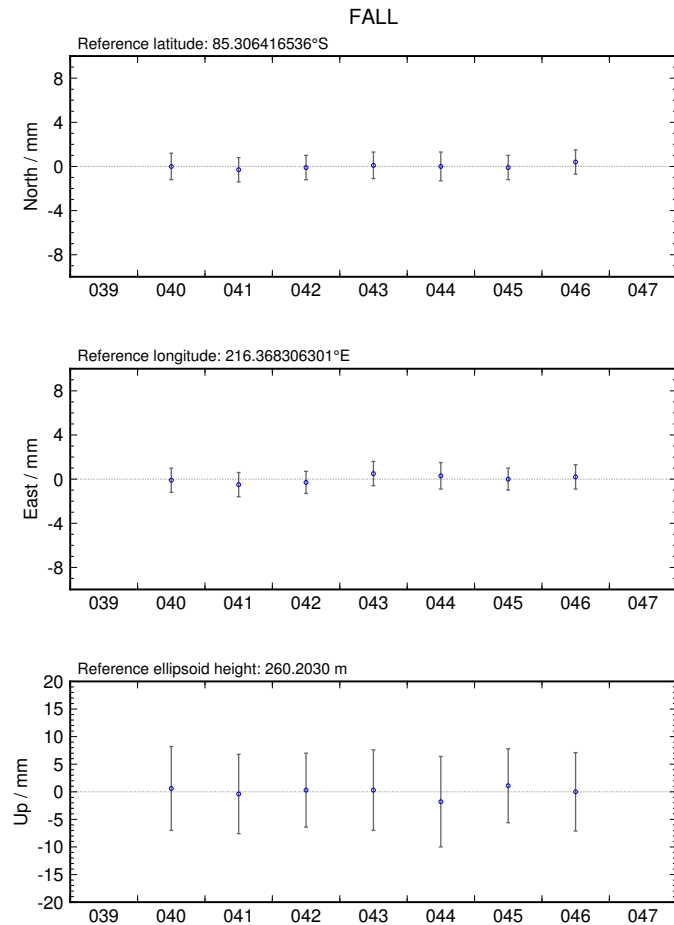 FALL
Reference latitude: 85.306416536°S
8
4
0
-4
-8
North / mm
039 040 041 042 043 044 045 046 047
Reference longitude: 216.368306301°E
8
4
0
-4
-8
East / mm
039 040 041 042 043 044 045 046 047
Reference ellipsoid height: 260.2030 m
20
15
10
5
0
-5
-10
-15
-20
Up / mm
039 040 041 042 043 044 045 046 047